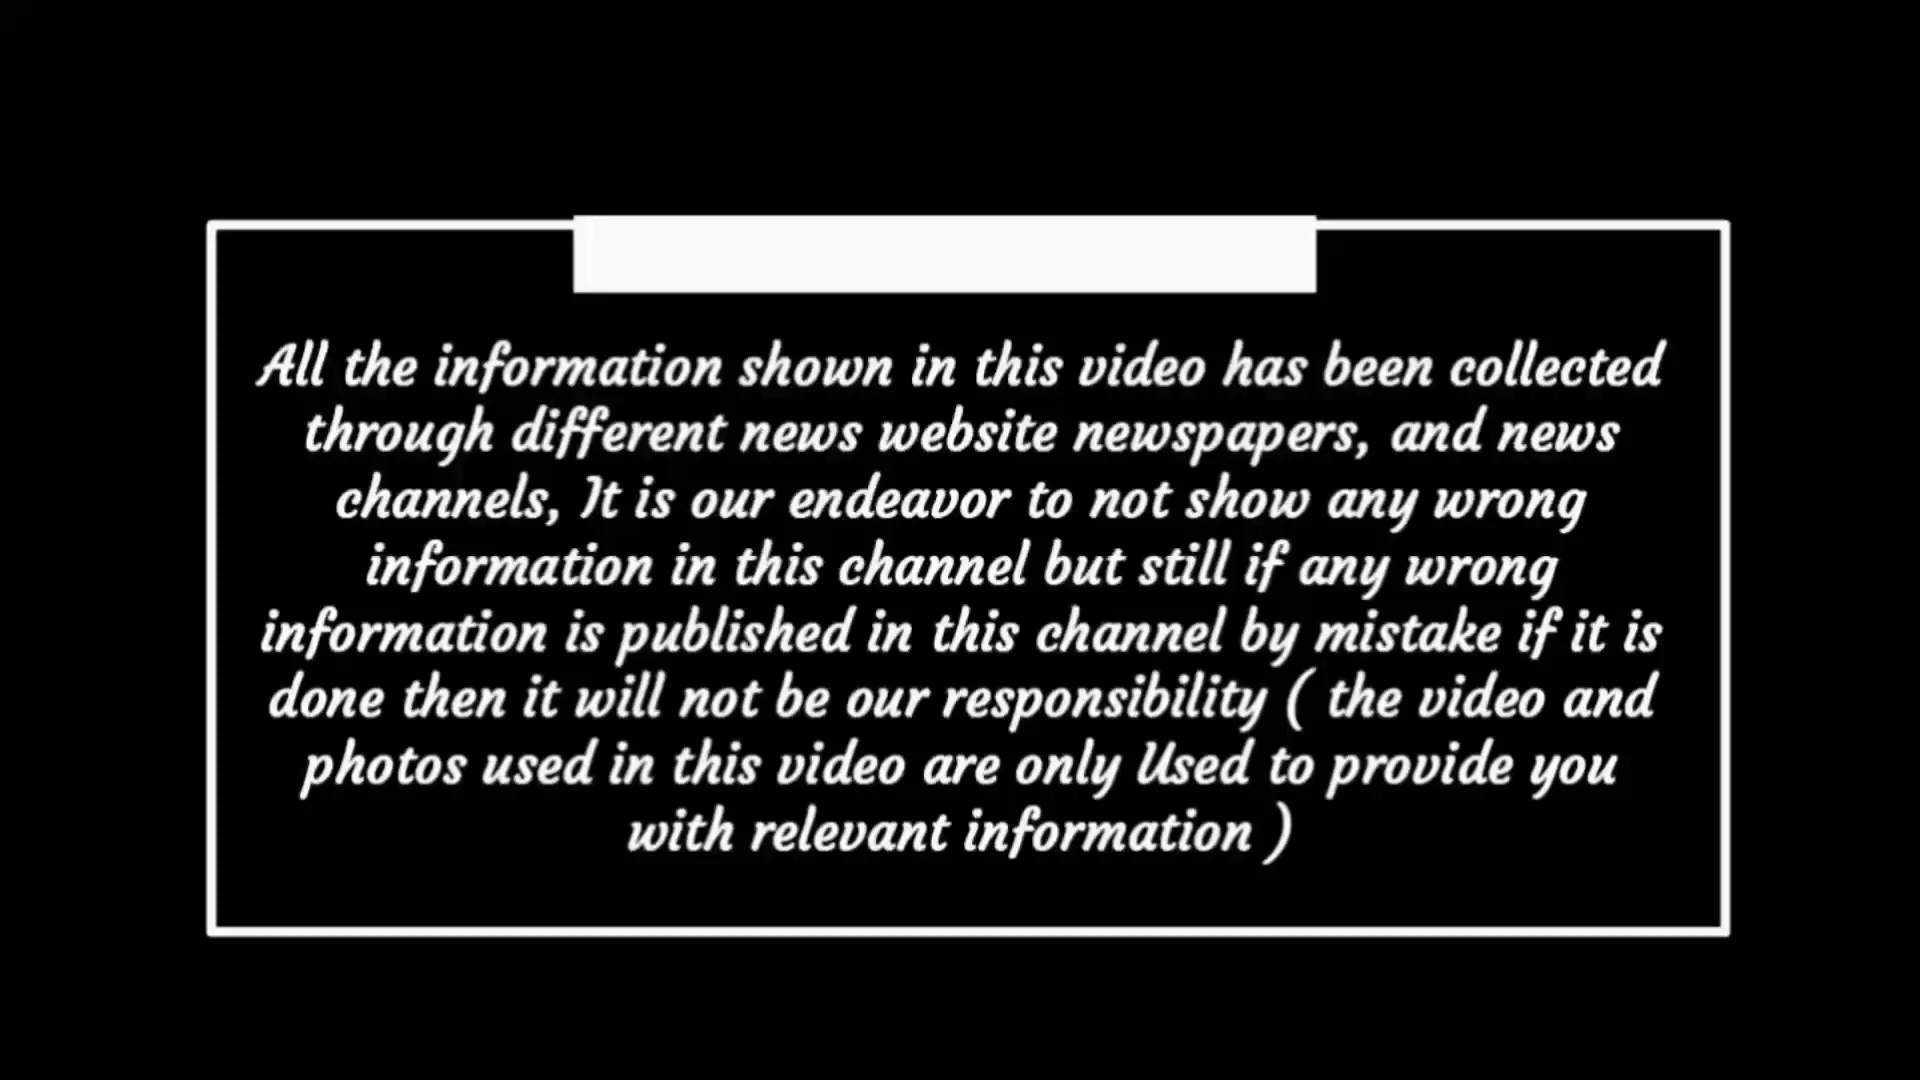 All the information shown in this video has been collected
through different news website newspapers, and news
channels, It is our endeavor to not show any wrong
information in this channel but still if any wrong
information is published in this channel by mistake if it is
done then it will not be our responsibility ( the video and
photos used in this video are only Used to provide you
with relevant information )